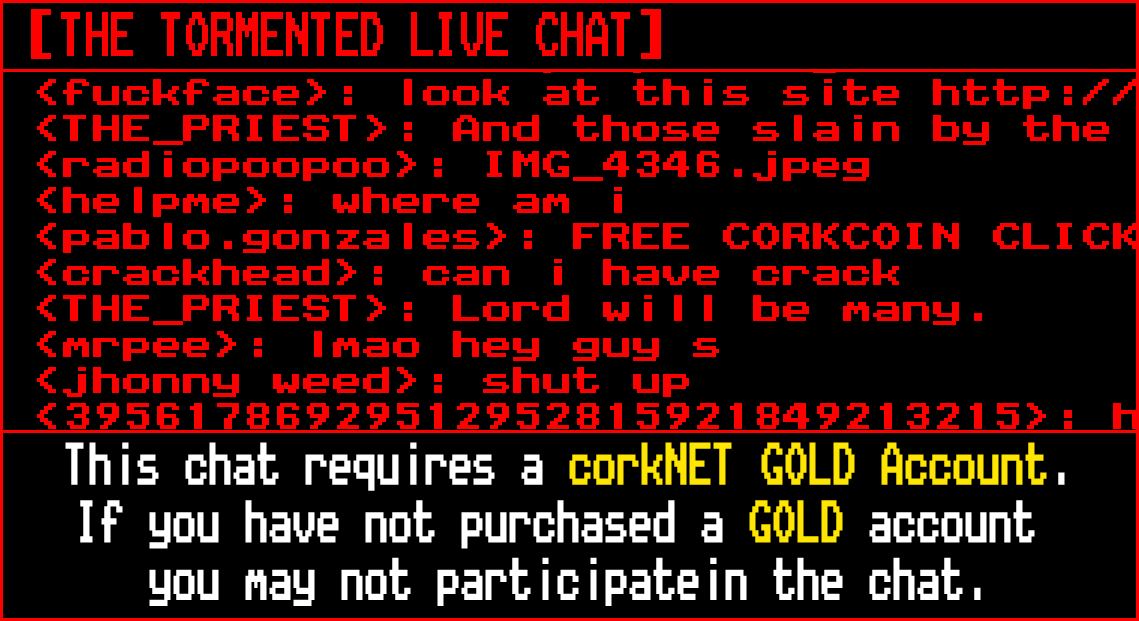 [THE TORMENTED LIVE CHAT]
<fuckface>: look at this site http://
<THE_PRIEST>: And those slain by the
<radiopoopoo>: IMG_4346.jpeg
<helpme>: where am i
<pablo.gonzales>: FREE CORKCOIN CLICK
<crackhead>: can i have crack
<THE_PRIEST>: Lord will be many.
<mrpee>: lmao hey guy s
<jhonny weed>: shut up
<39561786929512952815921849213215>: h
This chat requires a corkNET GOLD Account.
If you have not purchased a GOLD account
you may not participatein the chat.